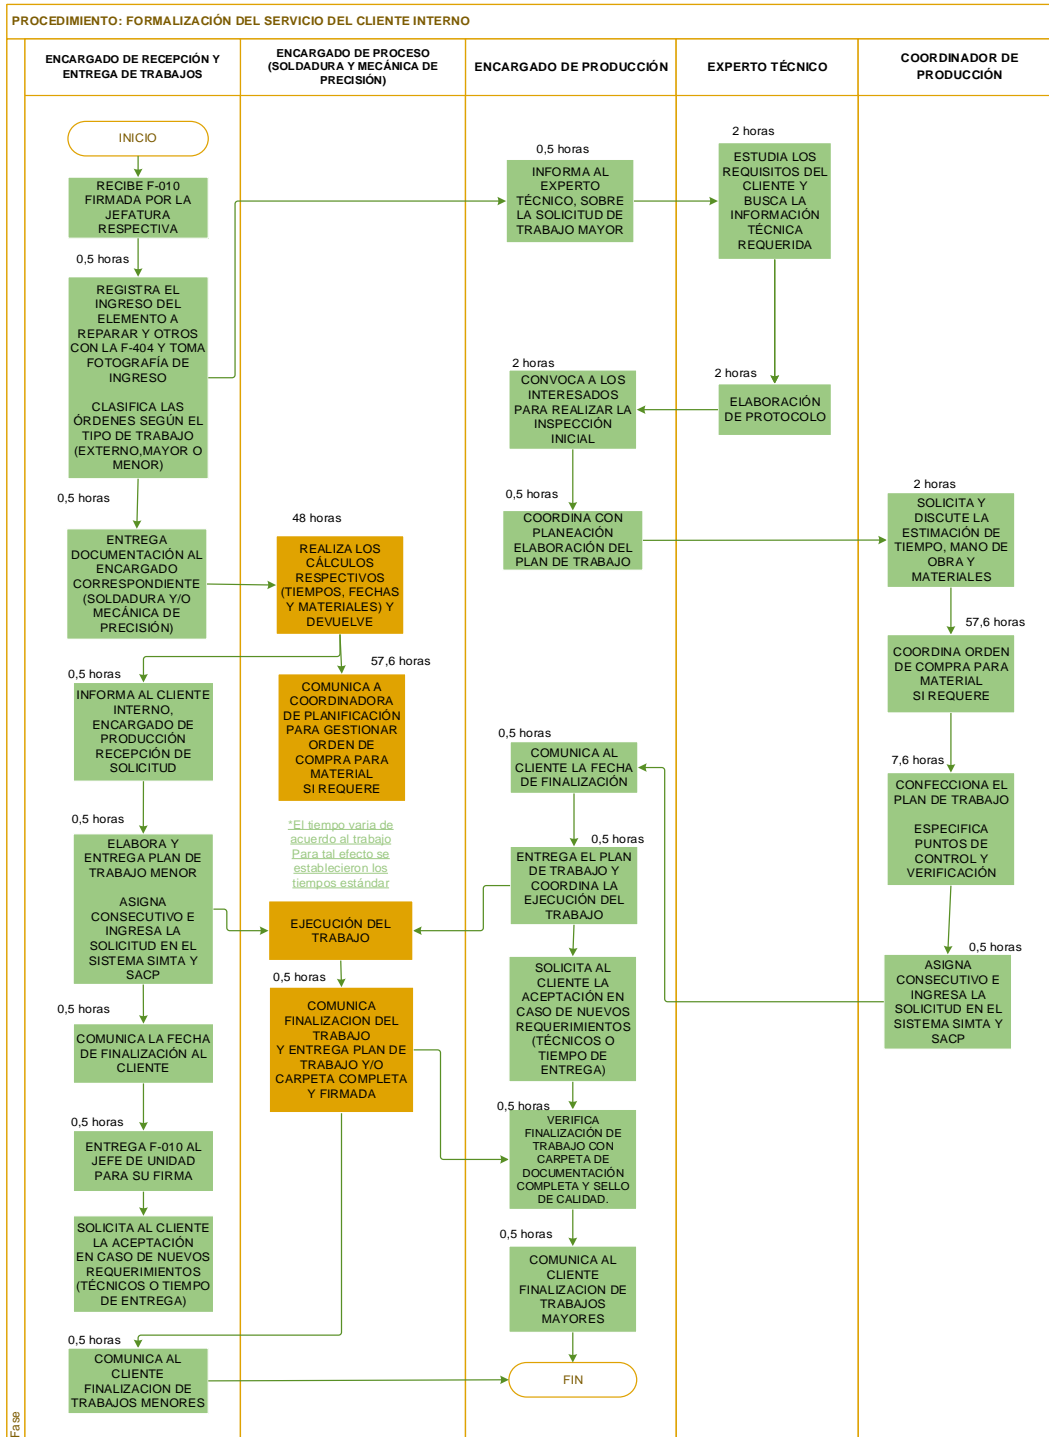 PROCEDIMIENTO: FORMALIZACIÓN DEL SERVICIO DEL CLIENTE INTERNO
ENCARGADO DE RECEPCIÓN Y
ENTREGA DE TRABAJOS
ENCARGADO DE PROCESO
(SOLDADURA Y MECÁNICA DE
PRECISIÓN)
ENCARGADO DE PRODUCCIÓN
EXPERTO TÉCNICO
COORDINADOR DE
PRODUCCIÓN
INICIO
RECIBE F-010
FIRMADA POR LA
JEFATURA
RESPECTIVA
0,5 horas
REGISTRA EL
INGRESO DEL
ELEMENTO A
REPARAR Y OTROS
CON LA F-404 Y TOMA
FOTOGRAFÍA DE
INGRESO
CLASIFICA LAS
ÓRDENES SEGÚN EL
TIPO DE TRABAJO
(EXTERNO,MAYOR O
MENOR)
0,5 horas
ENTREGA
DOCUMENTACIÓN AL
ENCARGADO
CORRESPONDIENTE
(SOLDADURA Y/O
MECÁNICA DE
PRECISIÓN)
0,5 horas
INFORMA AL CLIENTE
INTERNO,
ENCARGADO DE
PRODUCCIÓN
RECEPCIÓN DE
SOLICITUD
0,5 horas
ELABORA Y
ENTREGA PLAN DE
TRABAJO MENOR
ASIGNA
CONSECUTIVO E
INGRESA LA
SOLICITUD EN EL
SISTEMA SIMTA Y
SACP
0,5 horas
COMUNICA LA FECHA
DE FINALIZACIÓN AL
CLIENTE
0,5 horas
ENTREGA F-010 AL
JEFE DE UNIDAD
PARA SU FIRMA
SOLICITA AL CLIENTE
LA ACEPTACIÓN
EN CASO DE NUEVOS
REQUERIMIENTOS
(TÉCNICOS O TIEMPO
DE ENTREGA)
0,5 horas
COMUNICA AL
CLIENTE
FINALIZACION DE
TRABAJOS MENORES
48 horas
REALIZA LOS
CÁLCULOS
RESPECTIVOS
(TIEMPOS, FECHAS
Y MATERIALES) Y
DEVUELVE
57,6 horas
COMUNICA A
COORDINADORA
DE PLANIFICACIÓN
PARA GESTIONAR
ORDEN DE
COMPRA PARA
MATERIAL
SI REQUERE
*El tiempo varia de
acuerdo al trabajo
Para tal efecto se
establecieron los
tiempos estándar
EJECUCIÓN DEL
TRABAJO
0,5 horas
COMUNICA
FINALIZACION DEL
TRABAJO
Y ENTREGA PLAN DE
TRABAJO Y/O
CARPETA COMPLETA
Y FIRMADA
0,5 horas
INFORMA AL
EXPERTO
TÉCNICO, SOBRE
LA SOLICITUD DE
TRABAJO MAYOR
2 horas
CONVOCA A LOS
INTERESADOS
PARA REALIZAR LA
INSPECCIÓN
INICIAL
0,5 horas
COORDINA CON
PLANEACIÓN
ELABORACIÓN DEL
PLAN DE TRABAJO
0,5 horas
COMUNICA AL
CLIENTE LA FECHA
DE FINALIZACIÓN
0,5 horas
ENTREGA EL PLAN
DE TRABAJO Y
COORDINA LA
EJECUCIÓN DEL
TRABAJO
SOLICITA AL
CLIENTE LA
ACEPTACIÓN EN
CASO DE NUEVOS
REQUERIMIENTOS
(TÉCNICOS O
TIEMPO DE
ENTREGA)
0,5 horas
VERIFICA
FINALIZACIÓN DE
TRABAJO CON
CARPETA DE
DOCUMENTACIÓN
COMPLETA Y SELLO
DE CALIDAD.
0,5 horas
COMUNICA AL
CLIENTE
FINALIZACION DE
TRABAJOS
MAYORES
FIN
2 horas
ESTUDIA LOS
REQUISITOS DEL
CLIENTE Y
BUSCA LA
INFORMACIÓN
TÉCNICA
REQUERIDA
2 horas
ELABORACIÓN
DE PROTOCOLO
2 horas
SOLICITA Y
DISCUTE LA
ESTIMACIÓN DE
TIEMPO, MANO DE
OBRA Y
MATERIALES
57,6 horas
COORDINA ORDEN
DE COMPRA PARA
MATERIAL
SI REQUERE
7,6 horas
CONFECCIONA EL
PLAN DE TRABAJO
ESPECIFICA
PUNTOS DE
CONTROL Y
VERIFICACIÓN
0,5 horas
ASIGNA
CONSECUTIVO E
INGRESA LA
SOLICITUD EN EL
SISTEMA SIMTA Y
SACP
Fase